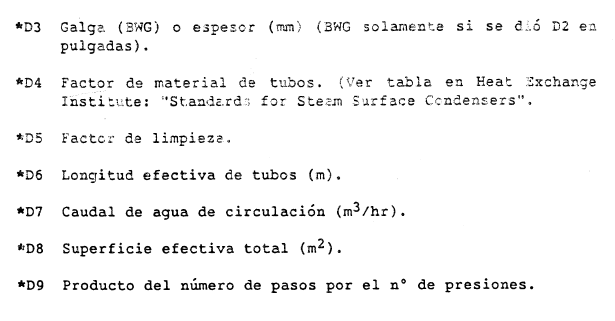 *D3 Galga (BWG) o espesor (mm) (BWG solamente si se dió D2 en
pulgadas).
*D4 Factor de material de tubos. (Ver tabla en Heat Exchange
Institute: "Standards for Steam Surface Condensers".
*D5 Factor de limpieza.
*D6 Longitud efectiva de tubos (m).
*D7 Caudal de agua de circulación (m³/hr).
*D8 Superficie efectiva total (m²).
*D9 Producto del número de pasos por el n° de presiones.